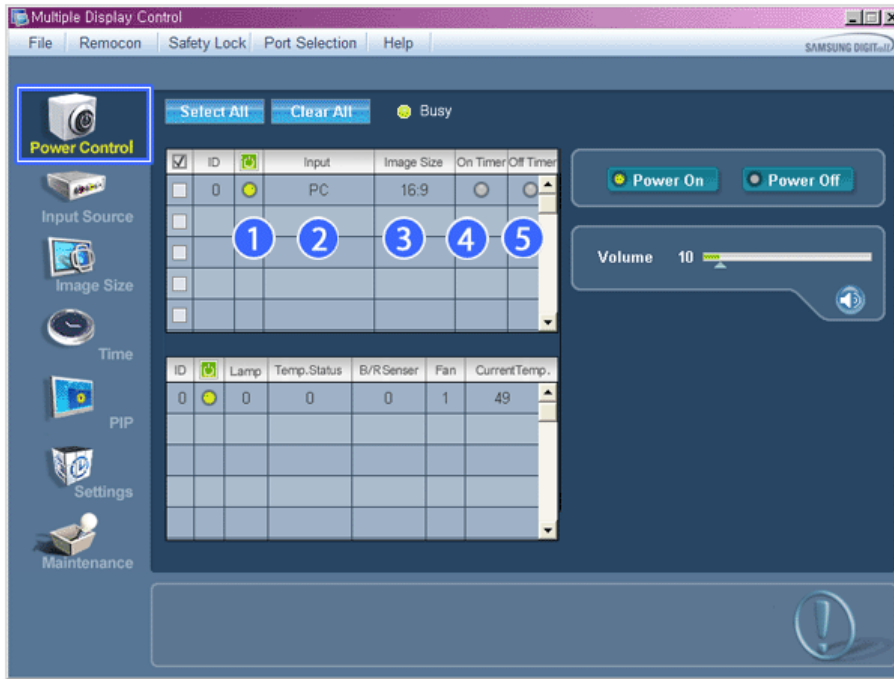 Multiple Display Control
File Remocon Safety Lock Port Selection Help
SAMSUNG DIGITall
Select All Clear All Busy
Power Control
Input Source
Image Size
Time
PIP
Settings
Maintenance
ID Input Image Size On Timer Off Timer
0 PC 16:9
1 2 3 4 5
Power On Power Off
Volume 10
ID Lamp Temp.Status B/RSenser Fan CurrentTemp.
0 0 0 0 1 49